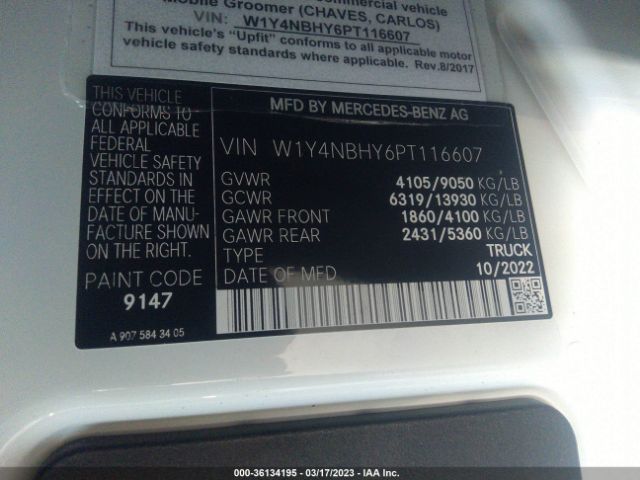 commercial vehicle
Mobile Groomer (CHAVES, CARLOS)
VIN: W1Y4NBHY6PT116607
This vehicle's "Upfit" conforms to all applicable motor
vehicle safety standards where applicable. Rev.8/2017
THIS VEHICLE
CONFORMS TO
ALL APPLICABLE
FEDERAL
VEHICLE SAFETY
STANDARDS IN
EFFECT ON THE
DATE OF MANU-
FACTURE SHOWN
ON THE RIGHT.
PAINT CODE
9147
A 907 584 34 05
MFD BY MERCEDES-BENZ AG
VIN W1Y4NBHY6PT116607
GVWR 4105/9050 KG/LB
GCWR 6319/13930 KG/LB
GAWR FRONT 1860/4100 KG/LB
GAWR REAR 2431/5360 KG/LB
TYPE TRUCK
DATE OF MFD 10/2022
000-36134195 - 03/17/2023 - IAA Inc.